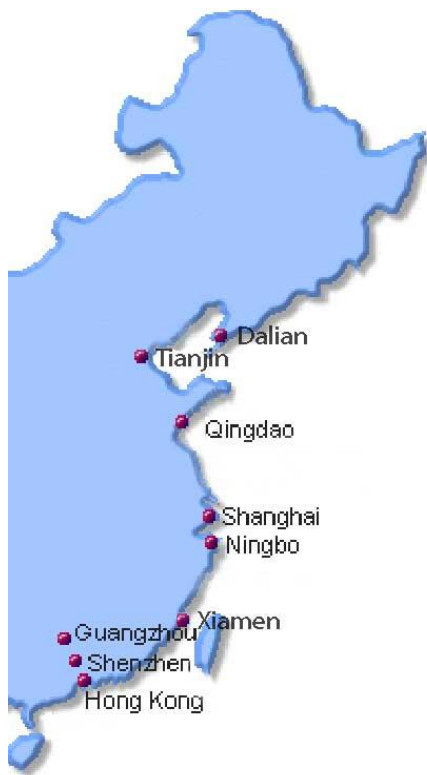 Dalian
Tianjin
Qingdao
Shanghai
Ningbo
Xiamen
Guangzhou
Shenzhen
Hong Kong